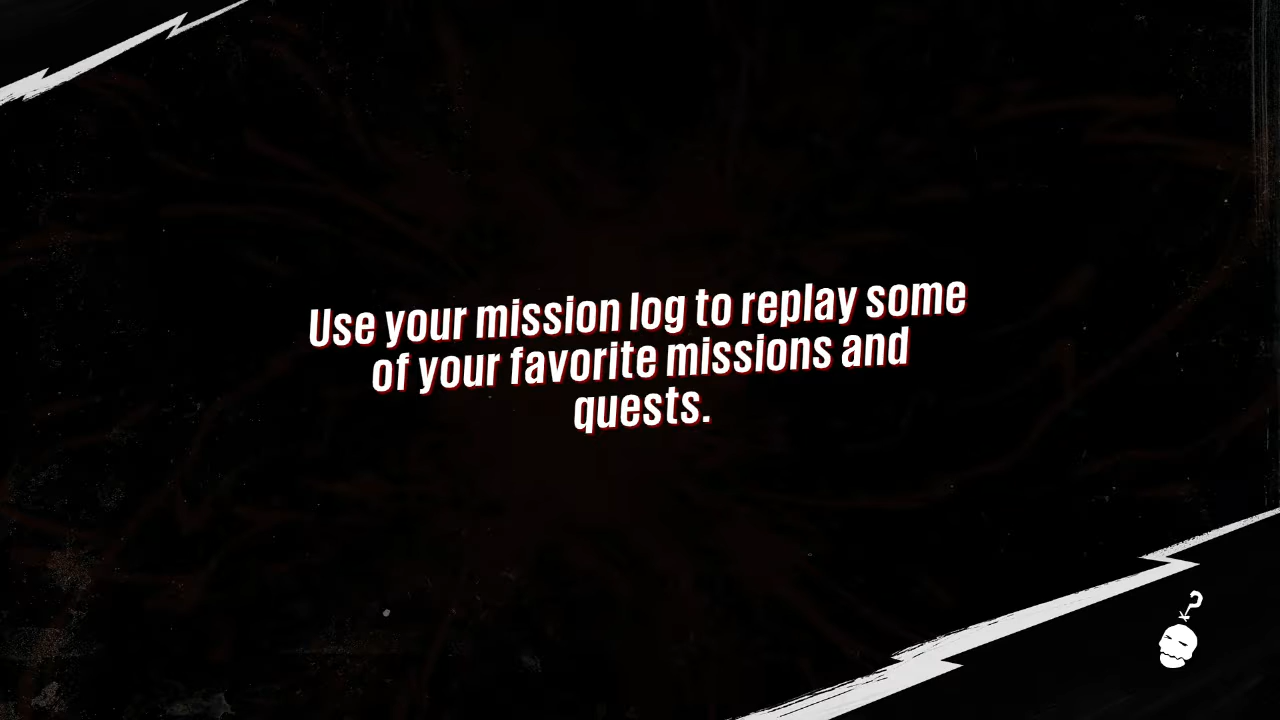 Use your mission log to replay some
of your favorite missions and
quests.